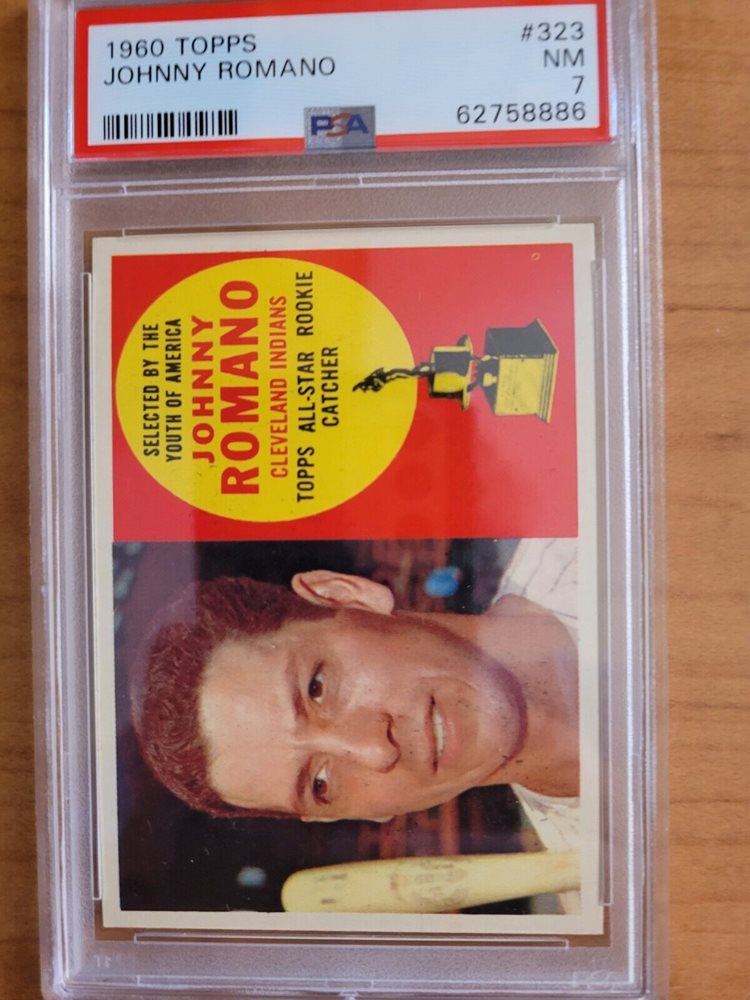 1960 TOPPS #323
JOHNNY ROMANO NM
7
PSA 62758886
SELECTED BY THE
YOUTH OF AMERICA
JOHNNY
ROMANO
CLEVELAND INDIANS
TOPPS ALL-STAR ROOKIE
CATCHER